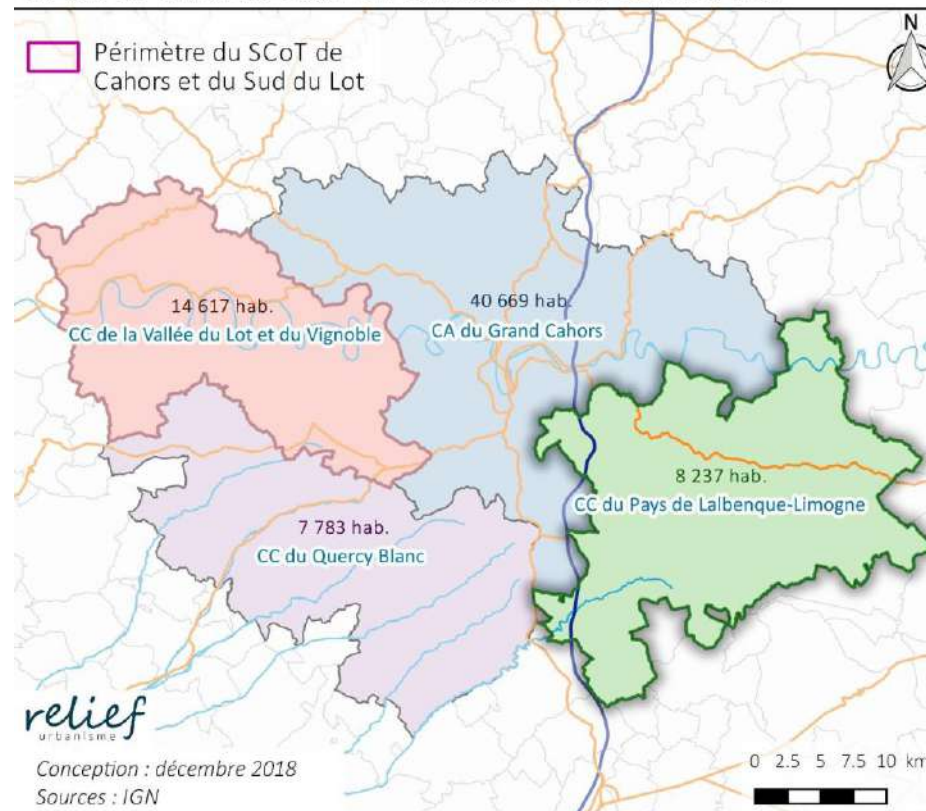 Périmètre du SCoT de
Cahors et du Sud du Lot
N
14 617 hab.
CC de la Vallée du Lot et du Vignoble
40 669 hab.
CA du Grand Cahors
8 237 hab.
CC du Pays de Lalbenque-Limogne
7 783 hab.
CC du Quercy Blanc
relief
urbanisme
Conception : décembre 2018
Sources : IGN
0 2.5 5 7.5 10 km